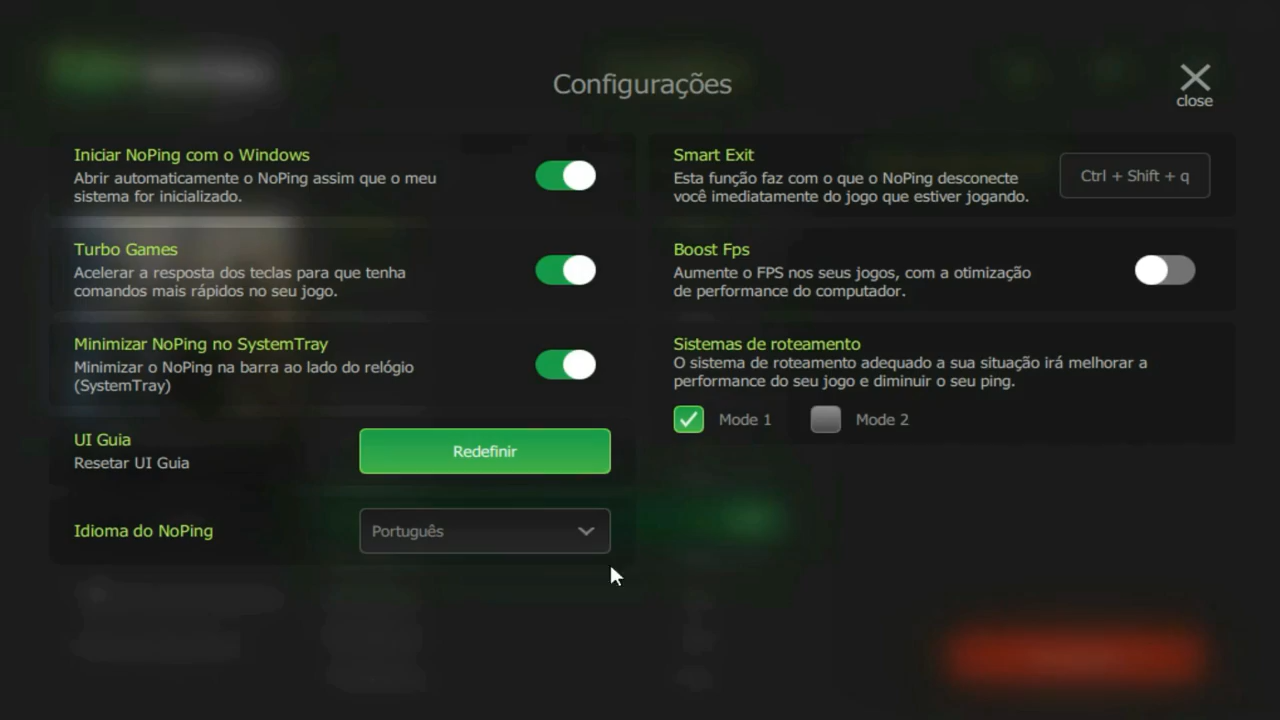 Configurações
close
Iniciar NoPing com o Windows
Abrir automaticamente o NoPing assim que o meu
sistema for inicializado.
Turbo Games
Acelerar a resposta dos teclas para que tenha
comandos mais rápidos no seu jogo.
Minimizar NoPing no SystemTray
Minimizar o NoPing na barra ao lado do relógio
(SystemTray)
UI Guia
Resetar UI Guia
Redefinir
Idioma do NoPing
Português
Smart Exit
Esta função faz com o que o NoPing desconecte
você imediatamente do jogo que estiver jogando.
Ctrl + Shift + q
Boost Fps
Aumente o FPS nos seus jogos, com a otimização
de performance do computador.
Sistemas de roteamento
O sistema de roteamento adequado a sua situação irá melhorar a
performance do seu jogo e diminuir o seu ping.
Mode 1
Mode 2